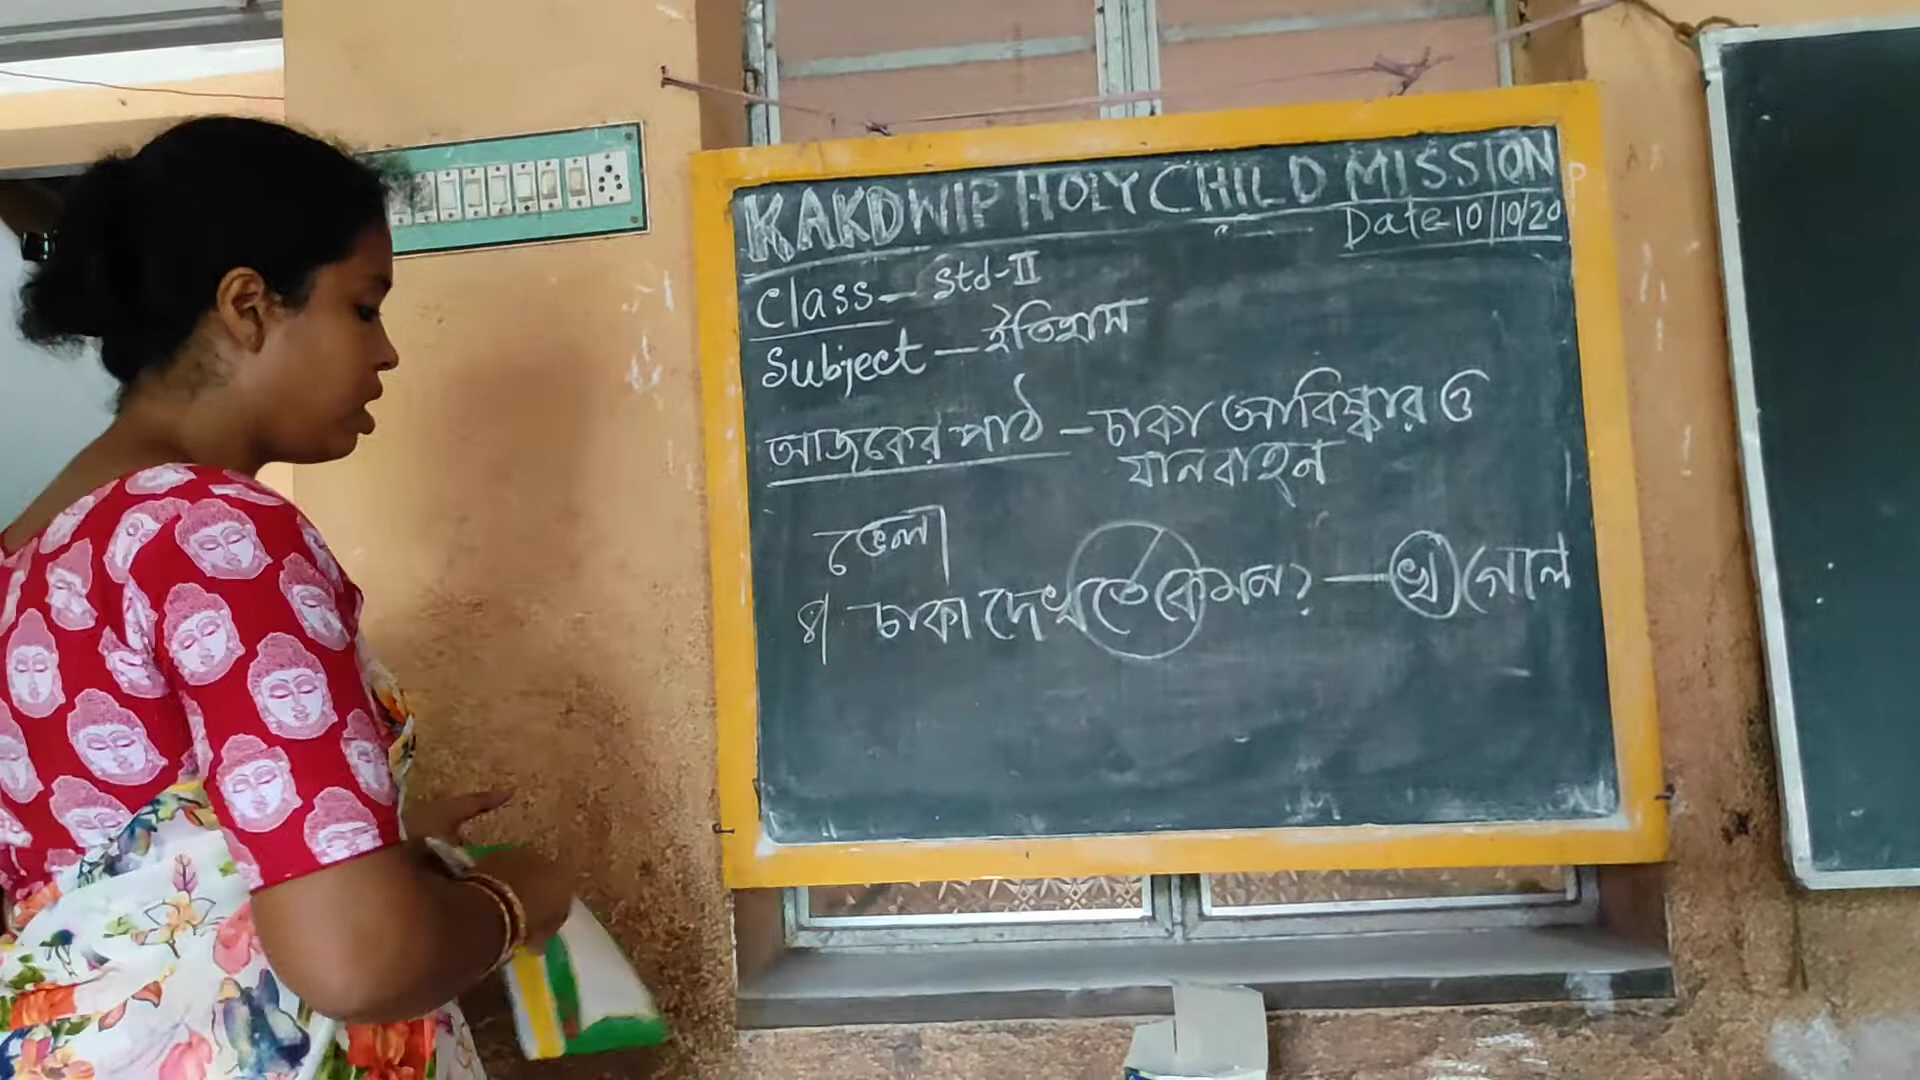 KAKDWIP HOLY CHILD MISSION
Date-10/10/20
Class - Std-II
Subject - ইতিহাস
আজকের পাঠ - চাকা আবিষ্কার ও
যানবাহন
ভেলা
৪| চাকা দেখতে কেমন? - খ) গোল